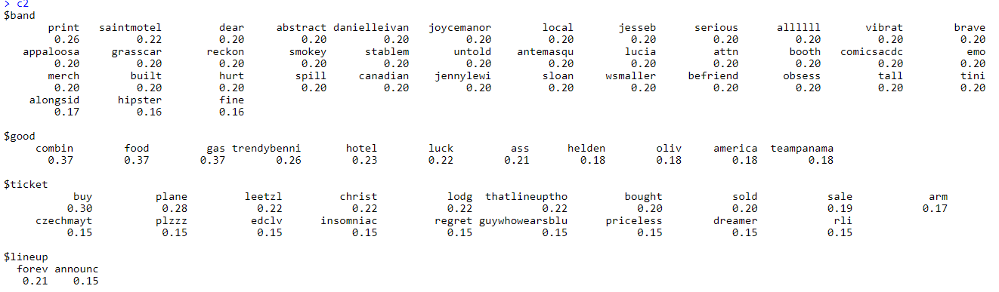 > c2
$band
print saintmotel dear abstract danielleivan joycemanor local jesseb serious allllll vibrat brave
0.26 0.22 0.20 0.20 0.20 0.20 0.20 0.20 0.20 0.20 0.20 0.20
appaloosa grasscar reckon smokey stablem untold antemasqu lucia attn booth comicsacdc emo
0.20 0.20 0.20 0.20 0.20 0.20 0.20 0.20 0.20 0.20 0.20 0.20
merch built hurt spill canadian jennylewi sloan wsmaller befriend obsess tall tini
0.20 0.20 0.20 0.20 0.20 0.20 0.20 0.20 0.20 0.20 0.20 0.20
alongsid hipster fine
0.17 0.16 0.16
$good
combin food gas trendybenni hotel luck ass helden oliv america teampanama
0.37 0.37 0.37 0.26 0.23 0.22 0.21 0.18 0.18 0.18 0.18
$ticket
buy plane leetzl christ lodg thatlineuptho bought sold sale arm
0.30 0.28 0.22 0.22 0.22 0.22 0.20 0.20 0.19 0.17
czechmayt plzzz edclv insomniac regret guywhowearsblu priceless dreamer rli
0.15 0.15 0.15 0.15 0.15 0.15 0.15 0.15 0.15
$lineup
forev announc
0.21 0.15